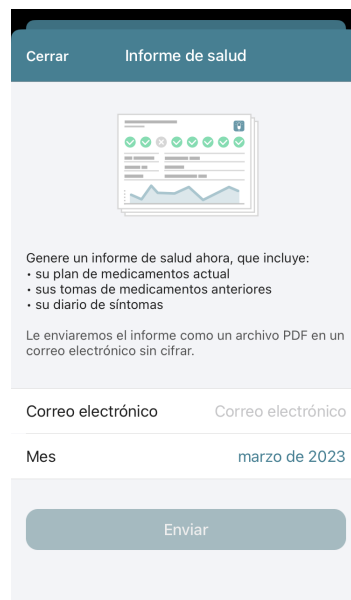 Cerrar Informe de salud
Genere un informe de salud ahora, que incluye:
• su plan de medicamentos actual
• sus tomas de medicamentos anteriores
• su diario de síntomas
Le enviaremos el informe como un archivo PDF en un
correo electrónico sin cifrar.
Correo electrónico Correo electrónico
Mes marzo de 2023
Enviar